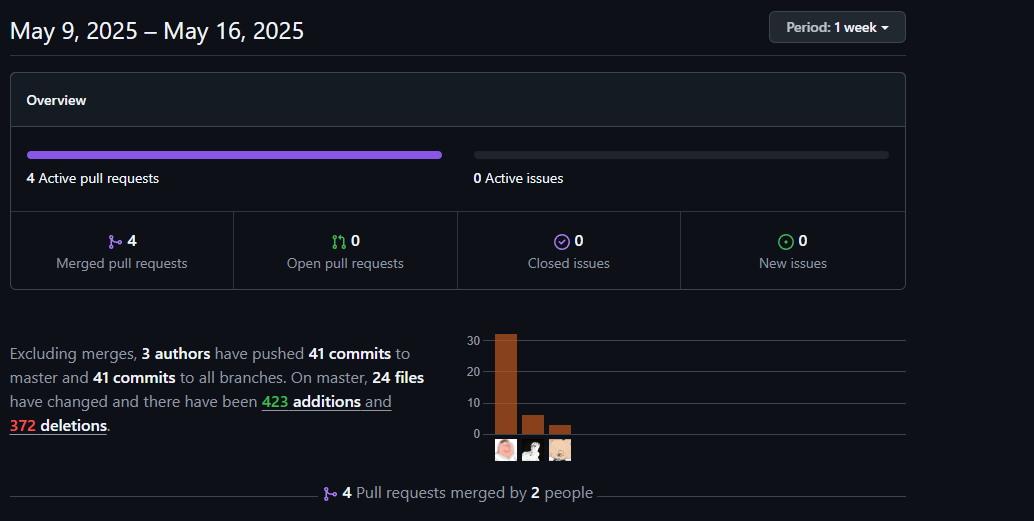 May 9, 2025 – May 16, 2025
Period: 1 week
Overview
4 Active pull requests
0 Active issues
4
Merged pull requests
0
Open pull requests
0
Closed issues
0
New issues
Excluding merges, 3 authors have pushed 41 commits to
master and 41 commits to all branches. On master, 24 files
have changed and there have been 423 additions and
372 deletions.
30
20
10
0
4 Pull requests merged by 2 people